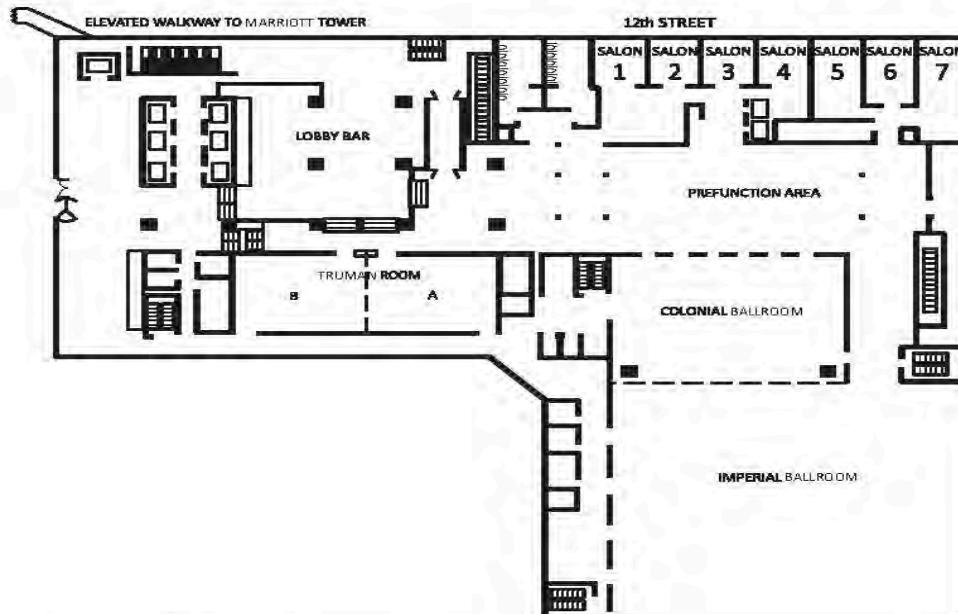 ELEVATED WALKWAY TO MARRIOTT TOWER
12th STREET
SALON 1
SALON 2
SALON 3
SALON 4
SALON 5
SALON 6
SALON 7
LOBBY BAR
PREFUNCTION AREA
TRUMAN ROOM
B
A
COLONIAL BALLROOM
IMPERIAL BALLROOM